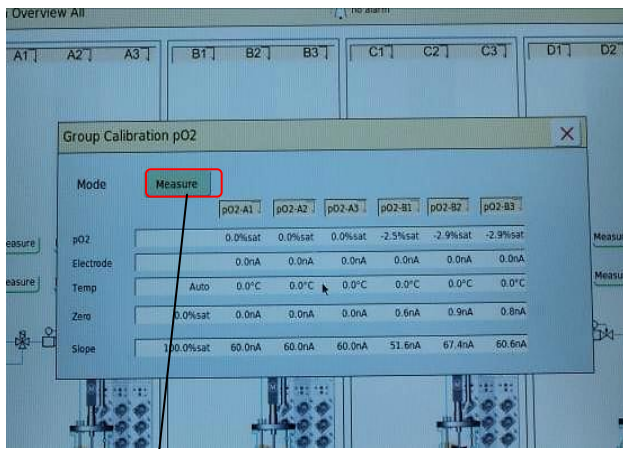 Overview All
no alarm
A1 A2 A3 B1 B2 B3 C1 C2 C3 D1 D2
Group Calibration pO2
Mode Measure
pO2-A1 pO2-A2 pO2-A3 pO2-B1 pO2-B2 pO2-B3
pO2 0.0%sat 0.0%sat 0.0%sat -2.5%sat -2.9%sat -2.9%sat
Electrode 0.0nA 0.0nA 0.0nA 0.0nA 0.0nA 0.0nA
Temp Auto 0.0°C 0.0°C 0.0°C 0.0°C 0.0°C 0.0°C
Zero 0.0%sat 0.0nA 0.0nA 0.0nA 0.6nA 0.9nA 0.8nA
Slope 100.0%sat 60.0nA 60.0nA 60.0nA 51.6nA 67.4nA 60.6nA